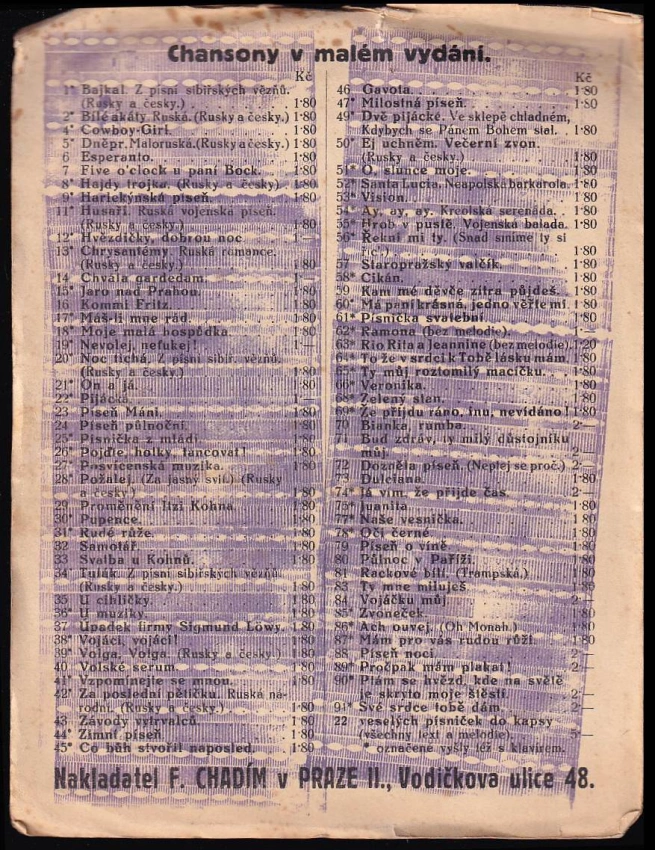 Chansony v malém vydání.
Kč
1* Bajkal. Z písní sibiřských vězňů.
(Rusky a česky.) . . . 1·80
2* Bílé akáty. Ruská. (Rusky a česky.) 1·80
4* Cowboy-Girl. . . . 1·80
5* Dněpr. Maloruská. (Rusky a česky.) 1·80
6 Esperanto. . . . 1·80
7 Five o'clock u paní Bock. . . 1·80
8* Hajdy trojka. (Rusky a česky) 1·80
9* Harlekýnská píseň. . . . 1·80
11* Husaři. Ruská vojenská píseň.
(Rusky a česky.) . . . 1·80
12* Hvězdičky, dobrou noc . . 1·—
13* Chrysantémy. Ruská romance.
(Rusky a česky.) . . . 1·80
14 Chvála gardedam . . . 1·80
15* Jaro nad Prahou. . . . 1·80
16 Kommi Fritz. . . . 1·80
17* Máš-li mne rád. . . . 1·80
18* Moje malá hospůdka. . . 1·80
19* Nevolej, neťukej! . . . 1·—
20* Noc tichá. Z písní sibiř. vězňů.
(Rusky a česky.) . . . 1·80
21* On a já. . . . 1·80
22* Pijácká. . . . 1·—
23 Píseň Máni. . . . 1·80
24 Píseň půlnoční. . . . 1·80
25* Písnička z mládí. . . . 1·80
26* Pojďte, holky, tancovat! . . 1·80
27* Posvícenská muzika. . . 1·80
28* Požalej. (Za jasný svit.) (Rusky
a česky.) . . . 1·80
29 Proměnění Itzi Kohna 1·80
30* Pupence. . . . 1·80
31* Rudé růže. . . . 1·80
32 Samotář. . . . 1·80
33 Svatba u Kohnů. . . . 1·80
34* Tulák. Z písní sibiřských vězňů.
(Rusky a česky.) . . . 1·80
35 U cihličky. . . . 1·80
36* U muziky. . . . 1·80
37 Úpadek firmy Sigmund Löwy. 1·80
38* Vojáci, vojáci! . . . 1·80
39* Volga, Volga. (Rusky a česky.) 1·80
40 Volské serum. . . . 1·80
41* Vzpomínejte se mnou. . . 1·80
42* Za poslední pětičku. Ruská ná-
rodní. (Rusky a česky.) . . 1·80
43 Závody vytrvalců. . . . 1·80
44* Zimní píseň . . . 1·80
45* Co bůh stvořil naposled. . . 1·80
Kč
46 Gavota. . . . 1·80
47* Milostná píseň. . . . 1·80
49* Dvě pijácké. Ve sklepě chladném,
Kdybych se Pánem Bohem stal. . 1·80
50* Ej uchněm. Večerní zvon.
(Rusky a česky.) . . . 1·80
51* Ó, slunce moje. . . . 1·80
52* Santa Lucia. Neapolská barkarola. 1·80
53* Vision. . . . 1·80
54* Ay, ay, ay. Kreolská serenáda. . 1·80
55* Hrob v pustě. Vojenská balada. 1·80
56* Řekni mi ty. (Snad smíme ty si
říc'.) . . . 1·80
57 Staropražský valčík. . . 1·80
58* Cikán. . . . 1·80
59 Kam mé děvče zítra půjdeš. . 1·80
60* Má paní krásná, jedno věřte mi. 1·80
61* Písnička svatební . . . 1·80
62* Ramona (bez melodie). . . 1·—
63* Rio Rita a Jeannine (bez melodie). 1·20
64* To že v srdci k Tobě lásku mám. 1·80
65* Ty můj roztomilý macíčku. . . 1·80
66* Veronika. . . . 1·80
68* Zelený stan. . . . 1·80
69* Že přijdu ráno, inu, nevídáno! 1·80
70 Bianka, rumba. . . . 2·—
71 Buď zdráv, ty milý důstojníku
můj . . . 2·—
72 Dozněla píseň. (Neptej se proč.) 2·—
73 Dulciana. . . . 1·80
74* Já vím, že přijde čas. . . 2·—
75* Juanita . . . 1·80
77* Naše vesnička. . . . 1·80
78* Oči černé. . . . 1·80
79 Píseň o víně . . . 1·80
80 Půlnoc v Paříži. . . . 1·80
81 Rackové bílí. (Trampská.) . . 1·80
83 Ty mne miluješ . . . 1·80
84 Vojáčku můj. . . . 2·—
85* Zvoneček. . . . 1·80
86* Ach ouvej. (Oh Monah.) . . 1·80
87* Mám pro vás rudou růži. . . 1·80
88 Píseň noci. . . . 2·—
89* Pročpak mám plakat! . . 2·—
90* Ptám se hvězd, kde na světě
je skryto moje štěstí. . . 2·—
91* Své srdce tobě dám. . . 2·—
22 veselých písniček do kapsy
(všechny text a melodie). . 5·—
* označené vyšly též s klavírem.
Nakladatel F. CHADÍM v PRAZE II., Vodičkova ulice 48.